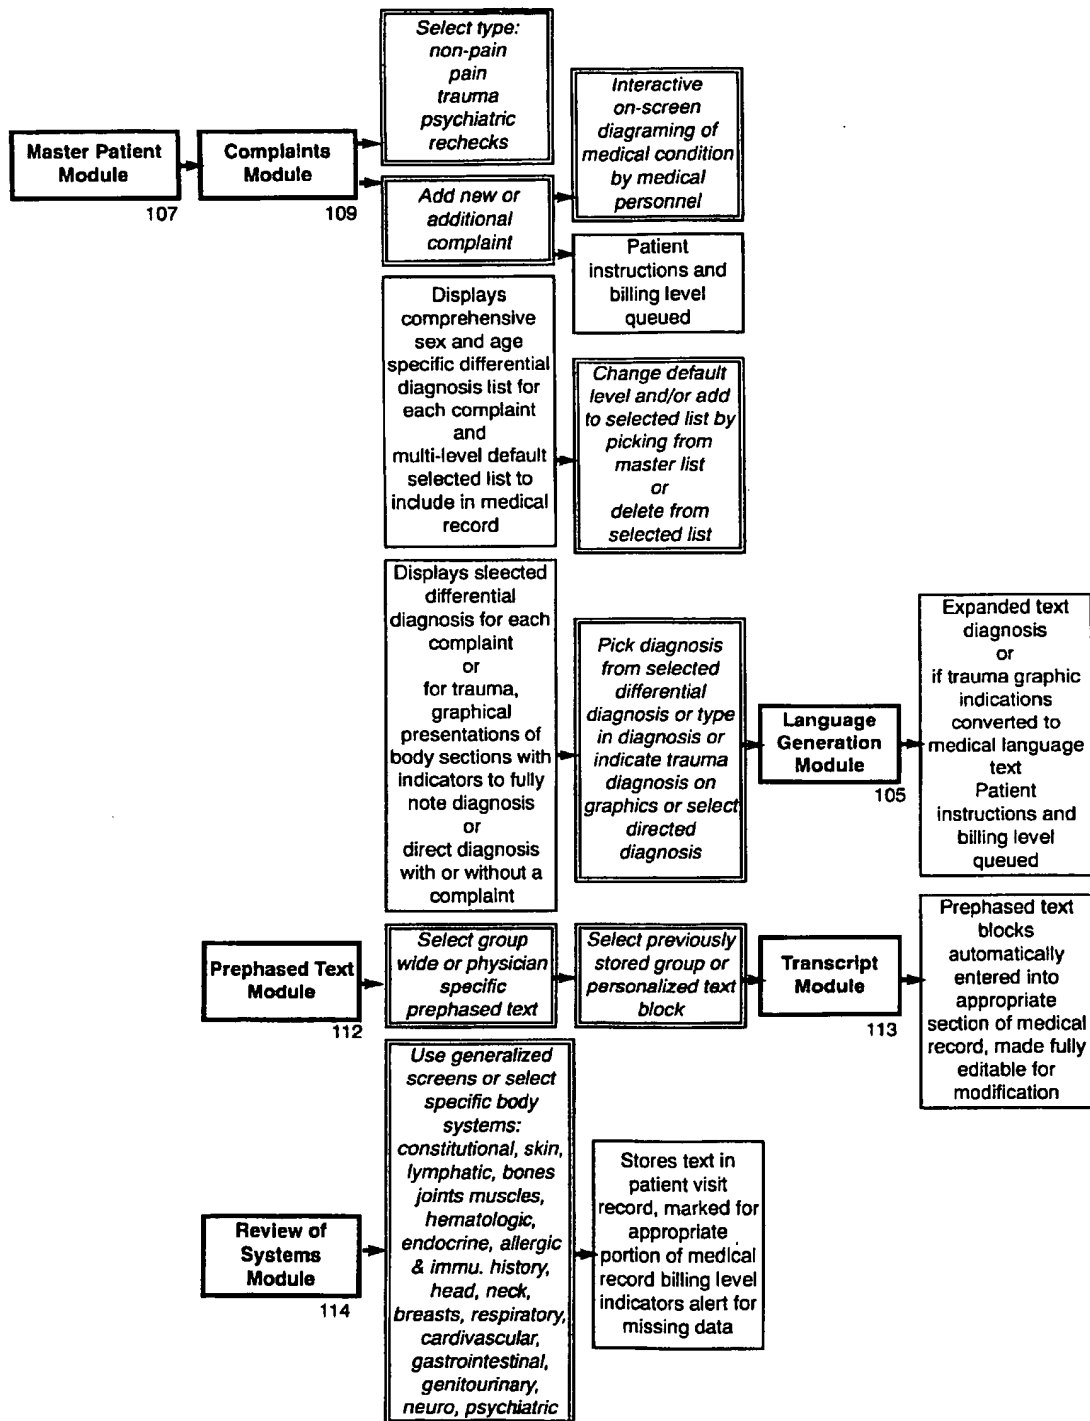 Select type:
non-pain
pain
trauma
psychiatric
rechecks
Interactive
on-screen
diagraming of
medical condition
by medical
personnel
Master Patient
Module
107
Complaints
Module
109
Add new or
additional
complaint
Patient
instructions and
billing level
queued
Displays
comprehensive
sex and age
specific differential
diagnosis list for
each complaint
and
multi-level default
selected list to
include in medical
record
Change default
level and/or add
to selected list by
picking from
master list
or
delete from
selected list
Displays sleected
differential
diagnosis for each
complaint
or
for trauma,
graphical
presentations of
body sections with
indicators to fully
note diagnosis
or
direct diagnosis
with or without a
complaint
Pick diagnosis
from selected
differential
diagnosis or type
in diagnosis or
indicate trauma
diagnosis on
graphics or select
directed
diagnosis
Language
Generation
Module
105
Expanded text
diagnosis
or
if trauma graphic
indications
converted to
medical language
text
Patient
instructions and
billing level
queued
Prephased Text
Module
112
Select group
wide or physician
specific
prephased text
Select previously
stored group or
personalized text
block
Transcript
Module
113
Prephased text
blocks
automatically
entered into
appropriate
section of medical
record, made fully
editable for
modification
Review of
Systems
Module
114
Use generalized
screens or select
specific body
systems:
constitutional, skin,
lymphatic, bones
joints muscles,
hematologic,
endocrine, allergic
& immu. history,
head, neck,
breasts, respiratory,
cardivascular,
gastrointestinal,
genitourinary,
neuro, psychiatric
Stores text in
patient visit
record, marked for
appropriate
portion of medical
record billing level
indicators alert for
missing data